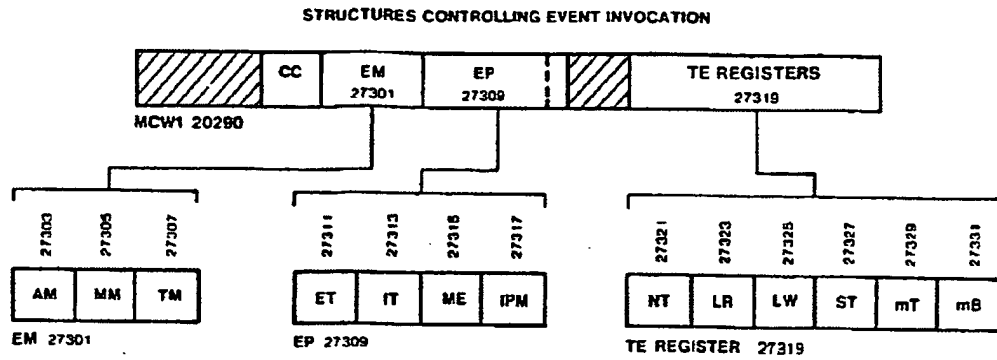 STRUCTURES CONTROLLING EVENT INVOCATION
CC EM EP TE REGISTERS
27301 27309 27319
MCW1 20290
27303 27305 27307 27311 27313 27315 27317 27321 27323 27325 27327 27329 27331
AM MM TM ET IT ME IPM NT LR LW ST mT mB
EM 27301 EP 27309 TE REGISTER 27319